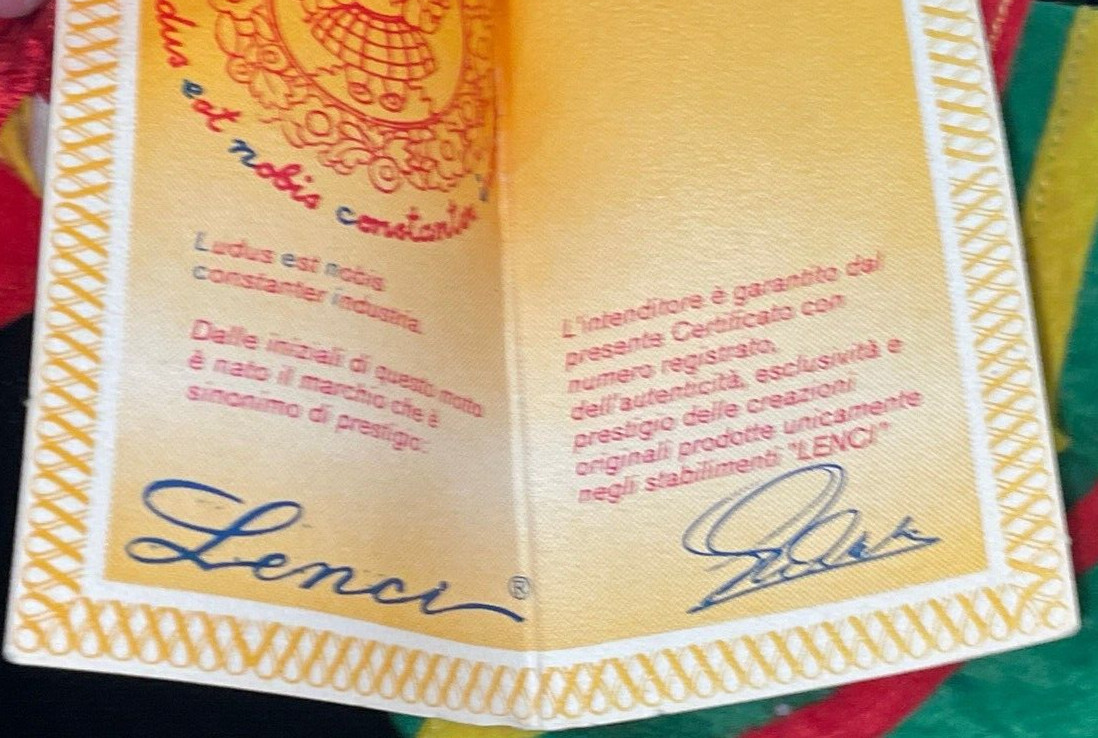 dus est nobis constanter i
Ludus est nobis
constanter industria.
Dalle iniziali di questo motto
è nato il marchio che è
sinonimo di prestigio:
Lenci ®
L'intenditore è garantito dal
presente Certificato con
numero registrato,
dell'autenticità, esclusività e
prestigio delle creazioni
originali prodotte unicamente
negli stabilimenti "LENCI"